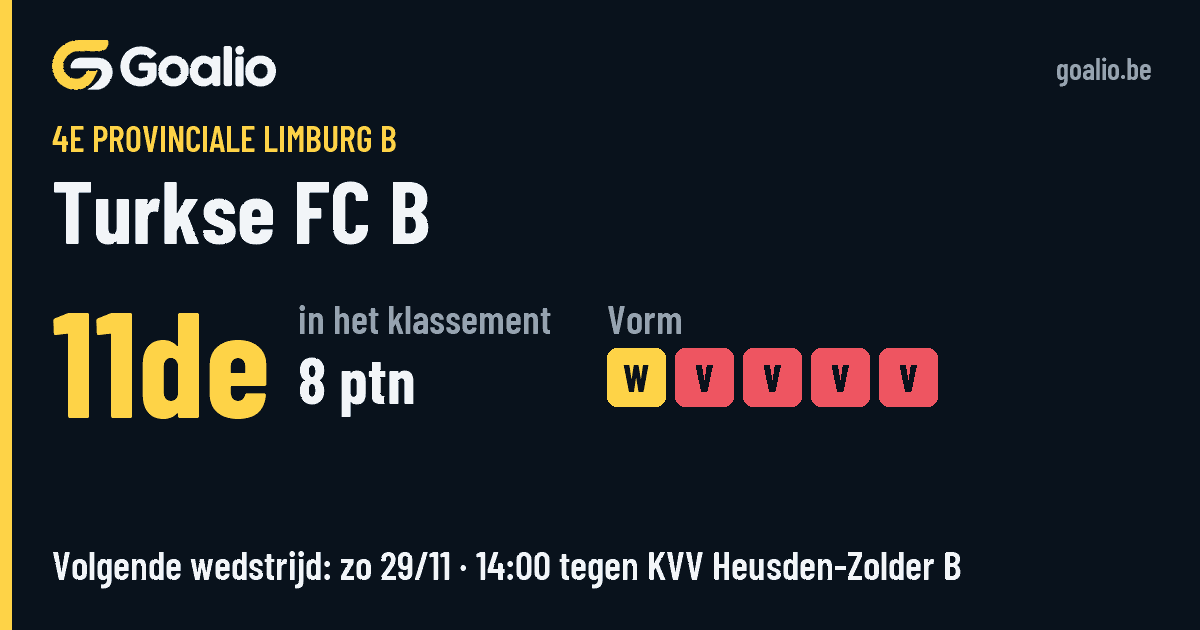 Goalio
goalio.be
4E PROVINCIALE LIMBURG B
Turkse FC B
11de
in het klassement
8 ptn
Vorm
W V V V V
Volgende wedstrijd: zo 29/11 · 14:00 tegen KVV Heusden-Zolder B